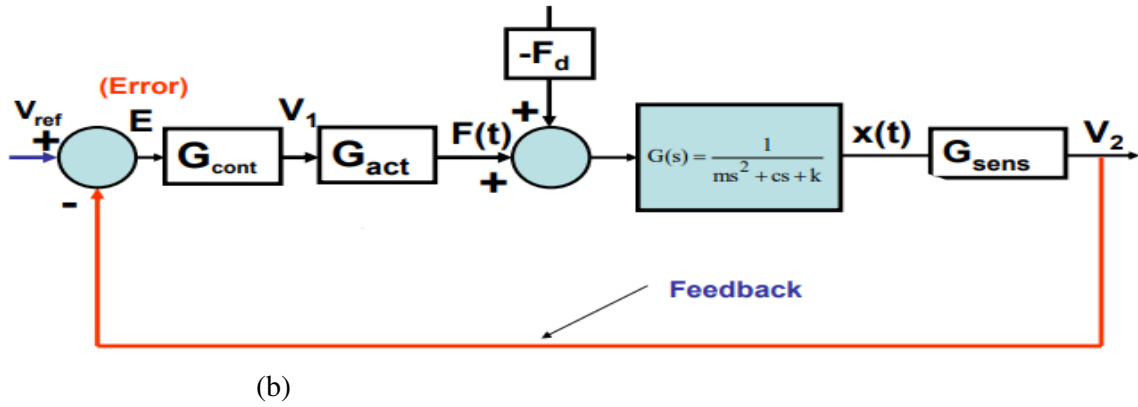 -F_d
(Error)
V_ref
+
E
V_1
F(t)
+
x(t)
V_2
G_cont
G_act
+
G(s) = 1 / (ms^2 + cs + k)
G_sens
-
Feedback
(b)